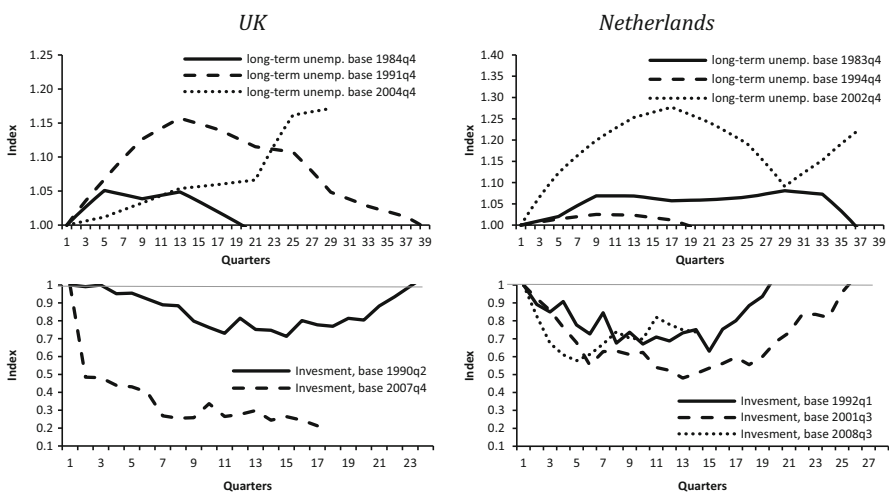 UK
1.25
1.20
1.15
1.10
1.05
1.00
Index
long-term unemp. base 1984q4
long-term unemp. base 1991q4
long-term unemp. base 2004q4
1 3 5 7 9 11 13 15 17 19 21 23 25 27 29 31 33 35 37 39
Quarters
Netherlands
1.40
1.35
1.30
1.25
1.20
1.15
1.10
1.05
1.00
Index
long-term unemp. base 1983q4
long-term unemp. base 1994q4
long-term unemp. base 2002q4
1 3 5 7 9 11 13 15 17 19 21 23 25 27 29 31 33 35 37 39
Quarters
1
0.9
0.8
0.7
0.6
0.5
0.4
0.3
0.2
0.1
Index
Invesment, base 1990q2
Invesment, base 2007q4
1 3 5 7 9 11 13 15 17 19 21 23
Quarters
1
0.9
0.8
0.7
0.6
0.5
0.4
0.3
0.2
0.1
Index
Invesment, base 1992q1
Invesment, base 2001q3
Invesment, base 2008q3
1 3 5 7 9 11 13 15 17 19 21 23 25 27
Quarters